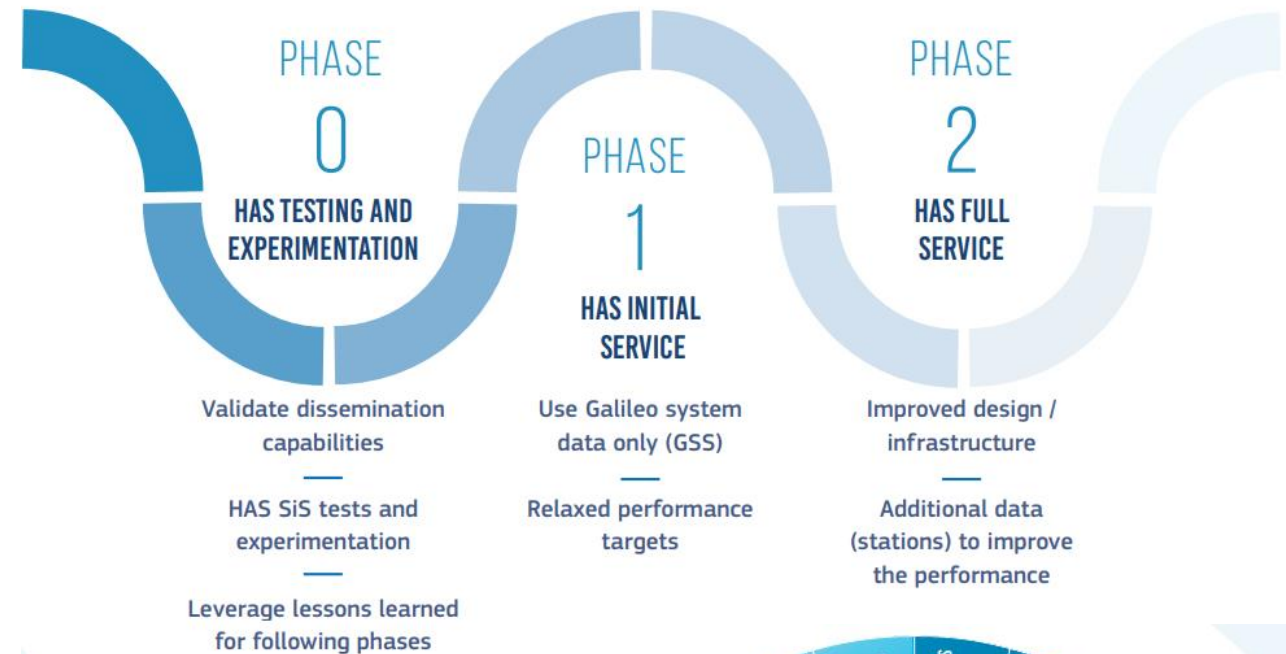 PHASE
0
HAS TESTING AND
EXPERIMENTATION
Validate dissemination
capabilities
HAS SiS tests and
experimentation
Leverage lessons learned
for following phases
PHASE
1
HAS INITIAL
SERVICE
Use Galileo system
data only (GSS)
Relaxed performance
targets
PHASE
2
HAS FULL
SERVICE
Improved design /
infrastructure
Additional data
(stations) to improve
the performance